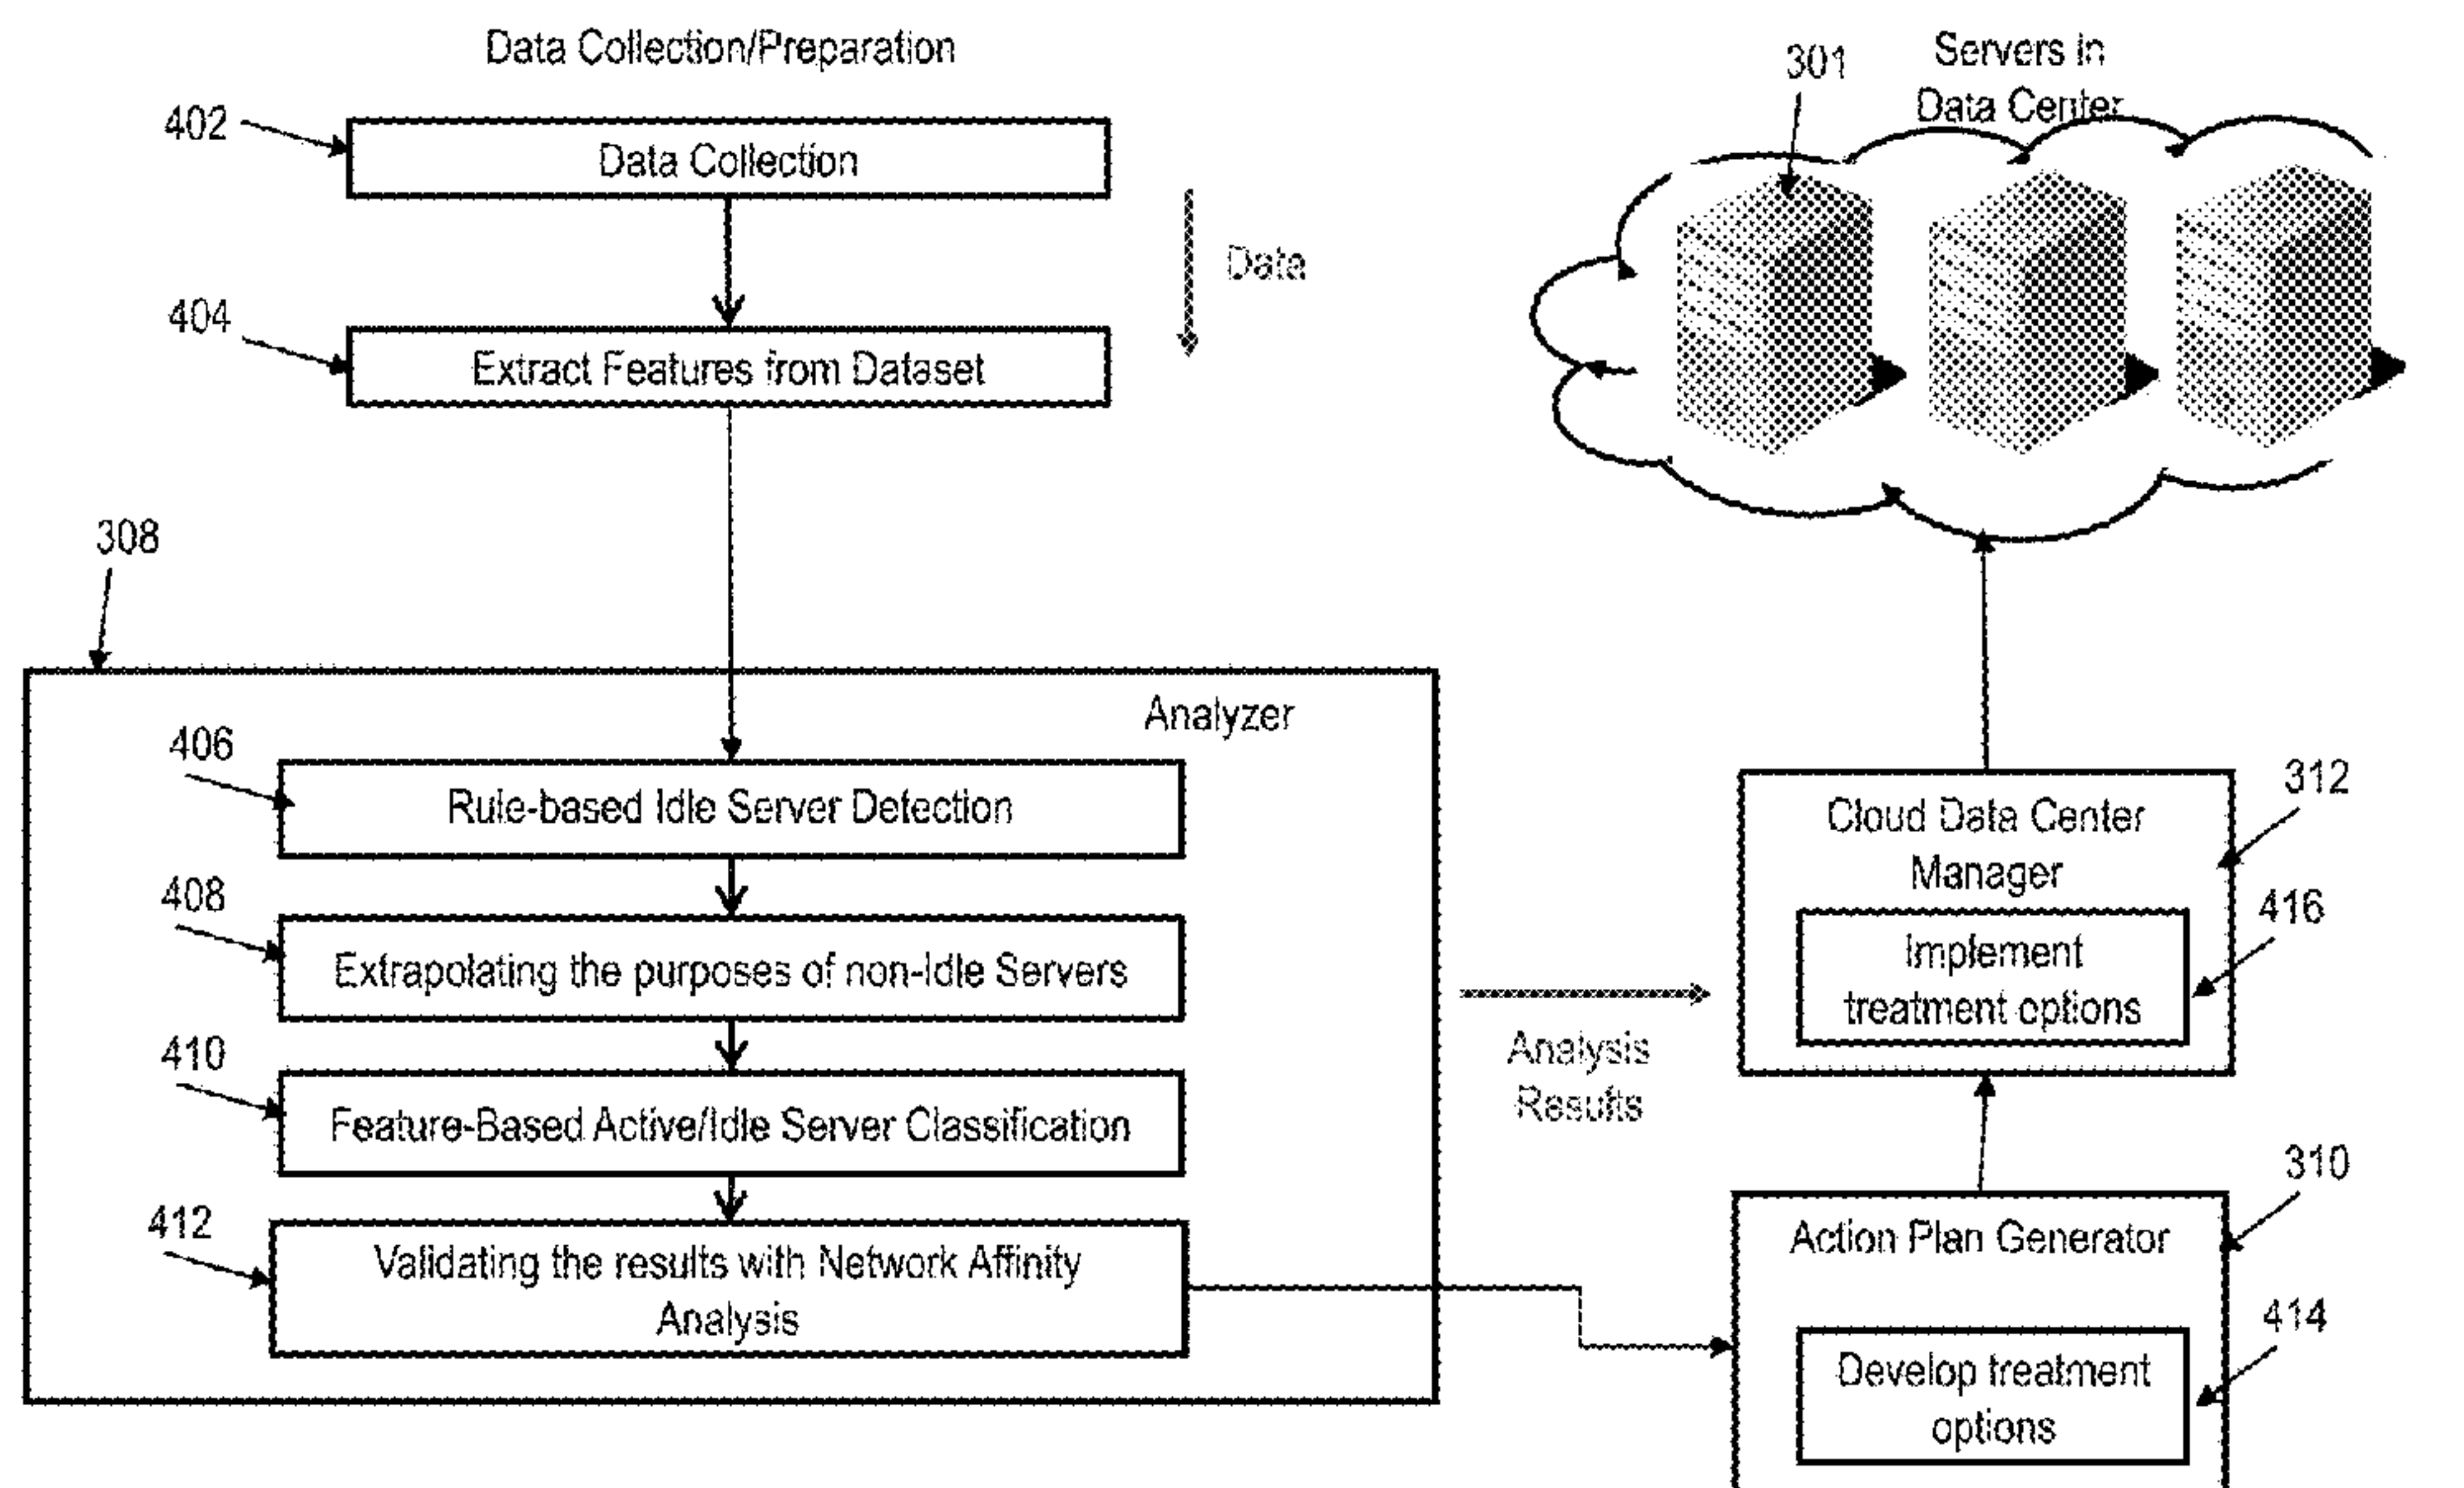 Data Collection/Preparation
402
Data Collection
Data
404
Extract Features from Dataset
301
Servers in
Data Center
308
Analyzer
406
Rule-based Idle Server Detection
408
Extrapolating the purposes of non-Idle Servers
410
Feature-Based Active/Idle Server Classification
412
Validating the results with Network Affinity
Analysis
Analysis
Results
312
Cloud Data Center
Manager
416
Implement
treatment options
310
Action Plan Generator
414
Develop treatment
options